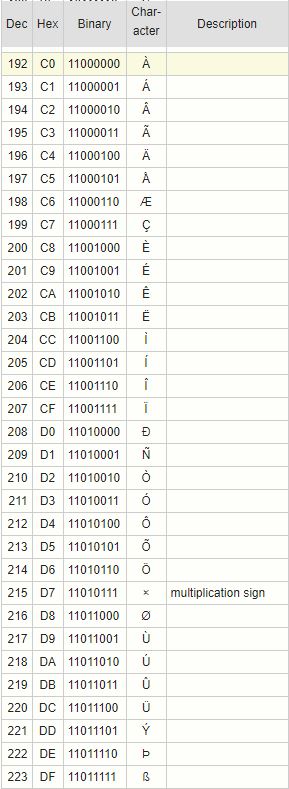 Dec Hex Binary Char-
acter Description
192 C0 11000000 À
193 C1 11000001 Á
194 C2 11000010 Â
195 C3 11000011 Ã
196 C4 11000100 Ä
197 C5 11000101 Å
198 C6 11000110 Æ
199 C7 11000111 Ç
200 C8 11001000 È
201 C9 11001001 É
202 CA 11001010 Ê
203 CB 11001011 Ë
204 CC 11001100 Ì
205 CD 11001101 Í
206 CE 11001110 Î
207 CF 11001111 Ï
208 D0 11010000 Ð
209 D1 11010001 Ñ
210 D2 11010010 Ò
211 D3 11010011 Ó
212 D4 11010100 Ô
213 D5 11010101 Õ
214 D6 11010110 Ö
215 D7 11010111 × multiplication sign
216 D8 11011000 Ø
217 D9 11011001 Ù
218 DA 11011010 Ú
219 DB 11011011 Û
220 DC 11011100 Ü
221 DD 11011101 Ý
222 DE 11011110 Þ
223 DF 11011111 ß